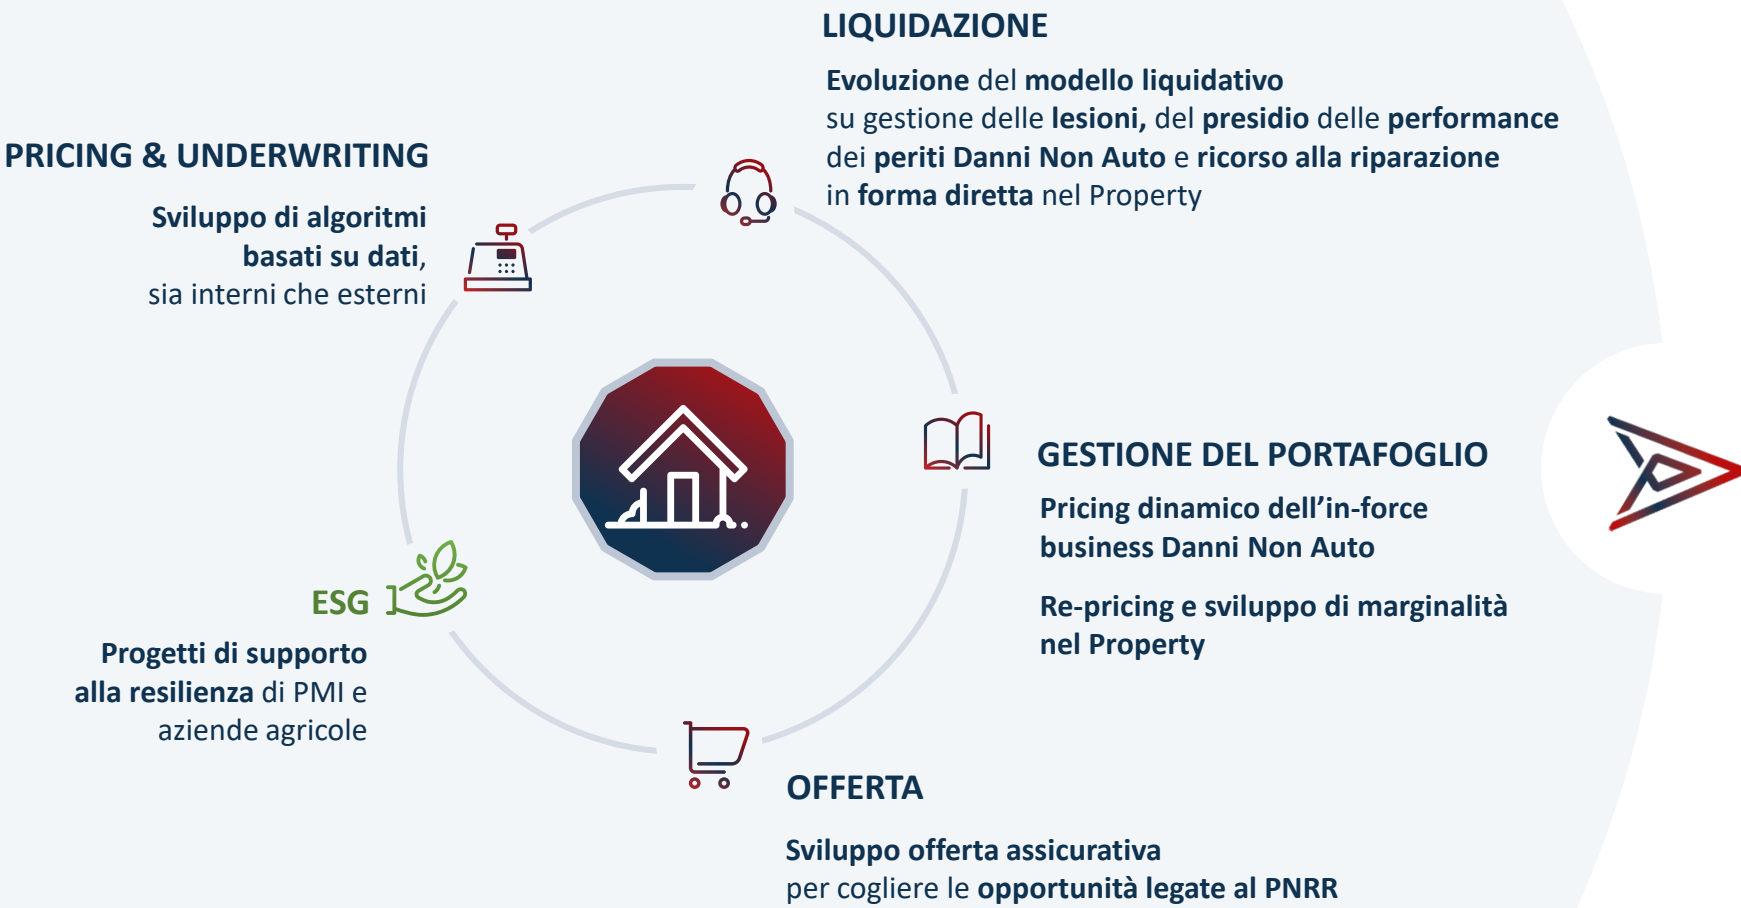 LIQUIDAZIONE
Evoluzione del modello liquidativo
su gestione delle lesioni, del presidio delle performance
dei periti Danni Non Auto e ricorso alla riparazione
in forma diretta nel Property
PRICING & UNDERWRITING
Sviluppo di algoritmi
basati su dati,
sia interni che esterni
GESTIONE DEL PORTAFOGLIO
Pricing dinamico dell’in-force
business Danni Non Auto
Re-pricing e sviluppo di marginalità
nel Property
ESG
Progetti di supporto
alla resilienza di PMI e
aziende agricole
OFFERTA
Sviluppo offerta assicurativa
per cogliere le opportunità legate al PNRR